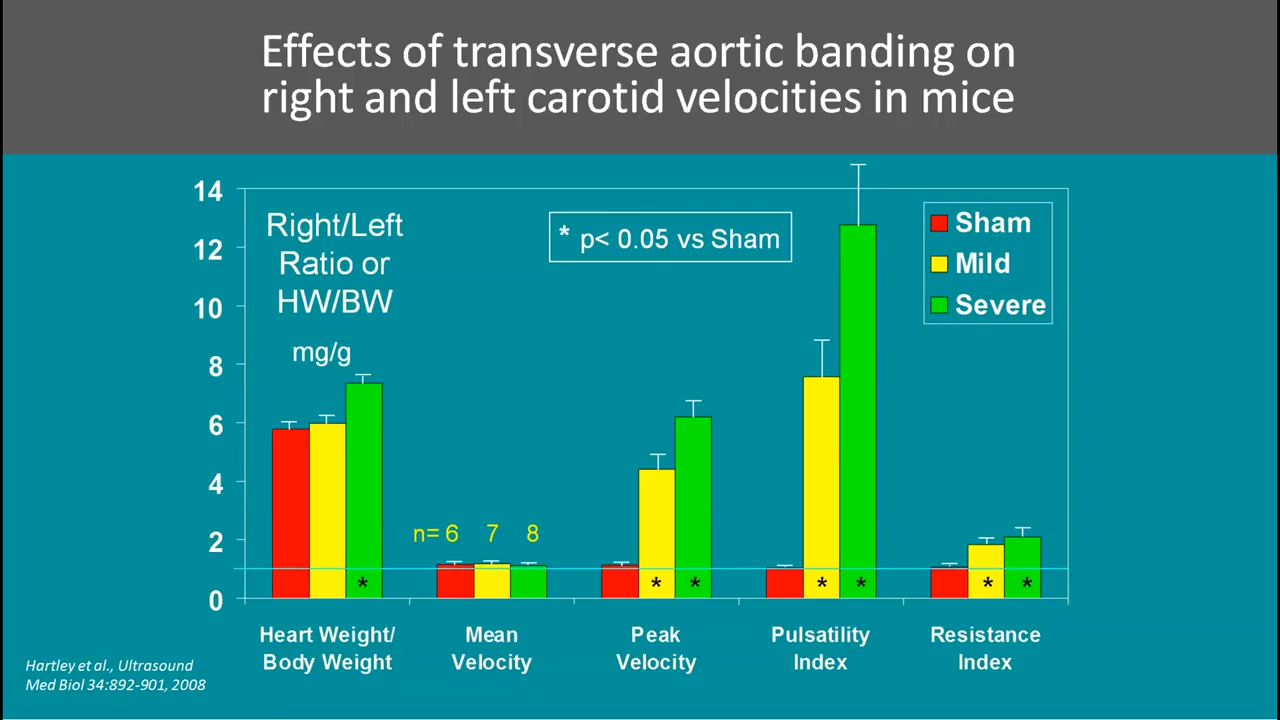 Effects of transverse aortic banding on
right and left carotid velocities in mice
14
12
10
8
6
4
2
0
Right/Left
Ratio or
HW/BW
mg/g
* p< 0.05 vs Sham
Sham
Mild
Severe
n= 6 7 8
*
* *
* *
* *
Heart Weight/
Body Weight
Mean
Velocity
Peak
Velocity
Pulsatility
Index
Resistance
Index
Hartley et al., Ultrasound
Med Biol 34:892-901, 2008